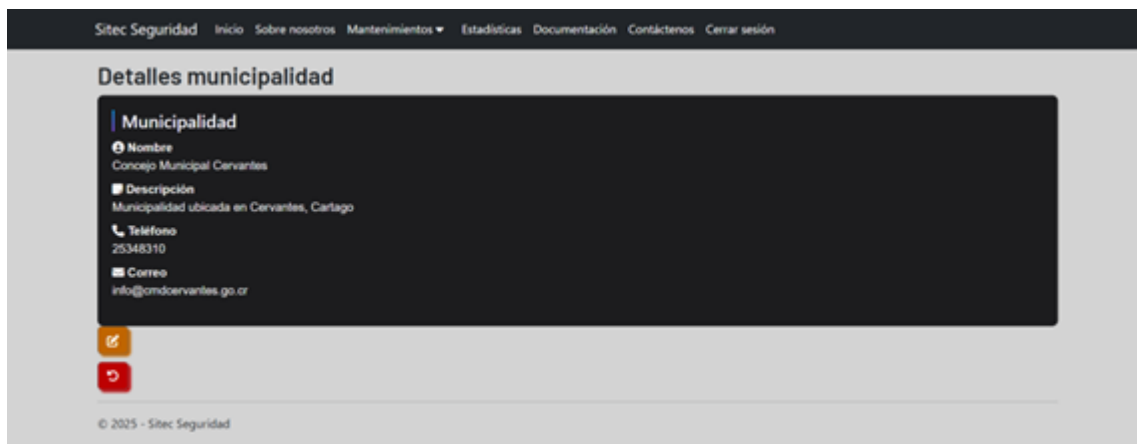 Sitec Seguridad Inicio Sobre nosotros Mantenimientos Estadísticas Documentación Contáctenos Cerrar sesión
Detalles municipalidad
Municipalidad
Nombre
Concejo Municipal Cervantes
Descripción
Municipalidad ubicada en Cervantes, Cartago
Teléfono
25348310
Correo
info@cmdcervantes.go.cr
© 2025 - Sitec Seguridad